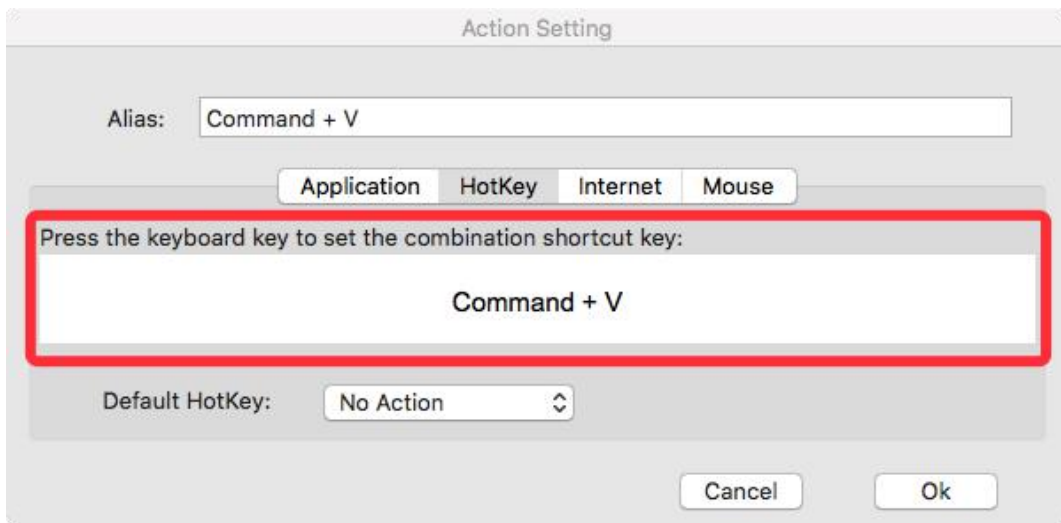 Action Setting
Alias: Command + V
Application HotKey Internet Mouse
Press the keyboard key to set the combination shortcut key:
Command + V
Default HotKey: No Action
Cancel Ok